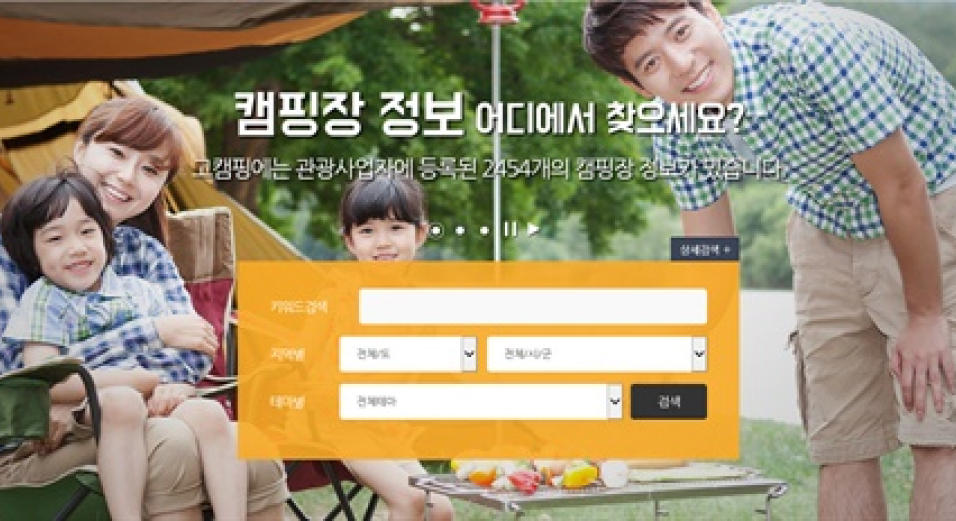 캠핑장 정보 어디에서 찾으세요?
고캠핑에는 관광사업자에 등록된 2454개의 캠핑장 정보가 있습니다.
상세검색 +
키워드검색
지역별 전체/도 전체/시/군
테마별 전체테마 검색